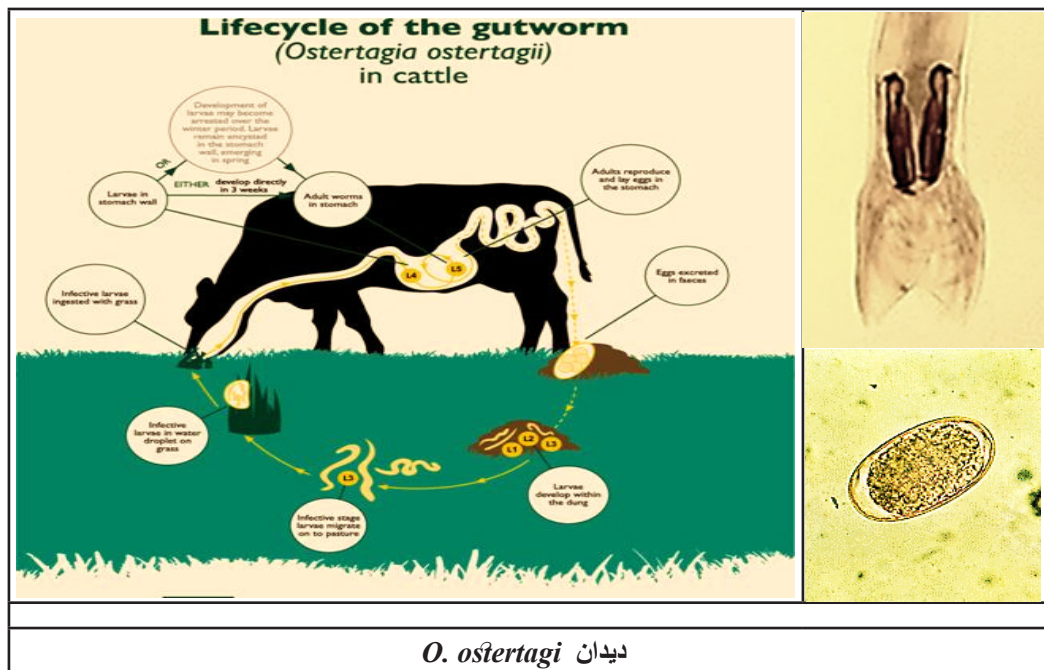 Lifecycle of the gutworm
(Ostertagia ostertagii)
in cattle
Development of
larvae may become
arrested over the
winter period. Larvae
remain encysted
in the stomach
wall, emerging
in spring
OR
EITHER develop directly
in 3 weeks
Larvae in
stomach wall
Adult worms
in stomach
Adults reproduce
and lay eggs in
the stomach
L4
L5
Infective larvae
ingested with grass
Eggs excreted
in faeces
Infective
larvae in water
droplet on
grass
L1
L2
L3
L3
Larvae
develop within
the dung
Infective stage
larvae migrate
on to pasture
ديدان O. ostertagi